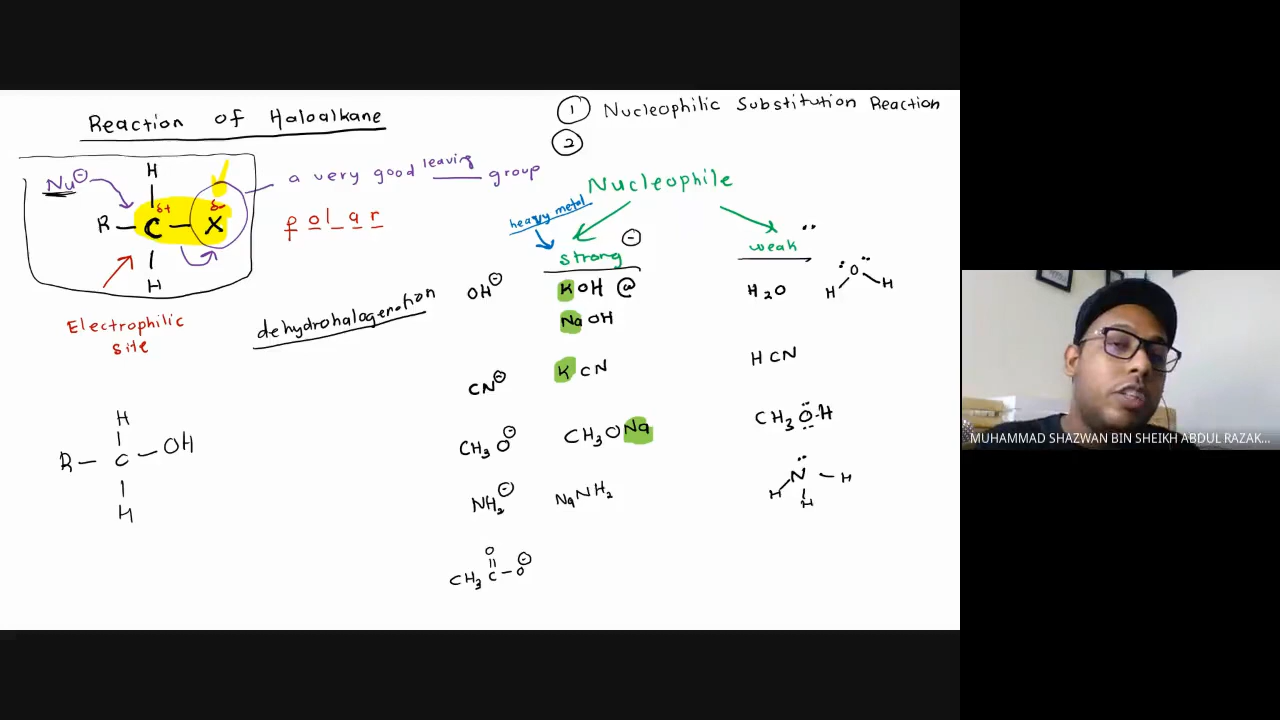 Reaction of Haloalkane
① Nucleophilic Substitution Reaction
②
Nu⊖
H
R – C – X
δ+ δ-
H
a very good leaving group
polar
Electrophilic
site
dehydrohalogenation
H
R – C – OH
H
Nucleophile
heavy metal
strong ⊖
weak ••
OH⊖
KOH @
NaOH
H2O
H O H
CN⊖
KCN
HCN
CH3O⊖
CH3ONa
CH3O-H
NH2⊖
NaNH2
H N H
H
O
CH3 C – O⊖
MUHAMMAD SHAZWAN BIN SHEIKH ABDUL RAZAK...